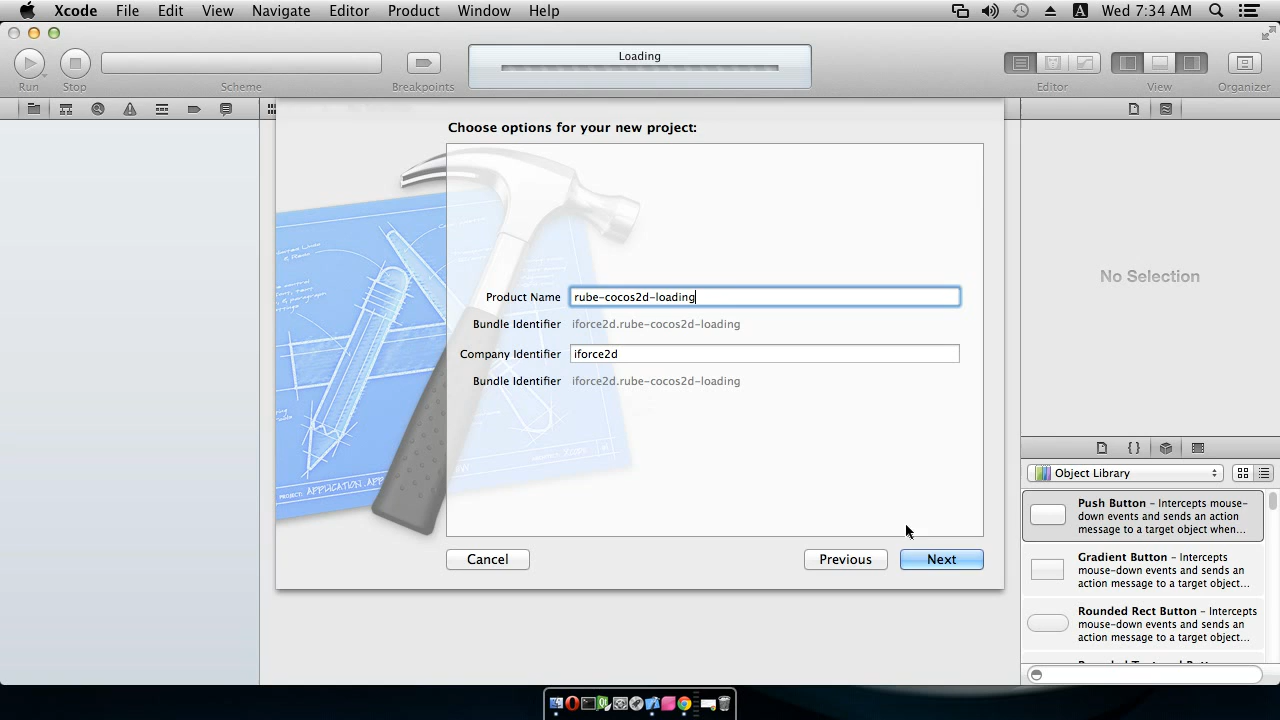 Xcode File Edit View Navigate Editor Product Window Help
A Wed 7:34 AM
Loading
Run Stop Scheme Breakpoints Editor View Organizer
Choose options for your new project:
Product Name rube-cocos2d-loading
Bundle Identifier iforce2d.rube-cocos2d-loading
Company Identifier iforce2d
Bundle Identifier iforce2d.rube-cocos2d-loading
PROJECT: APPLICATION.APP
Cancel Previous Next
No Selection
{ }
Object Library
Push Button – Intercepts mouse-
down events and sends an action
message to a target object when...
Gradient Button – Intercepts
mouse-down events and sends an
action message to a target object...
Rounded Rect Button – Intercepts
mouse-down events and sends an
action message to a target object...